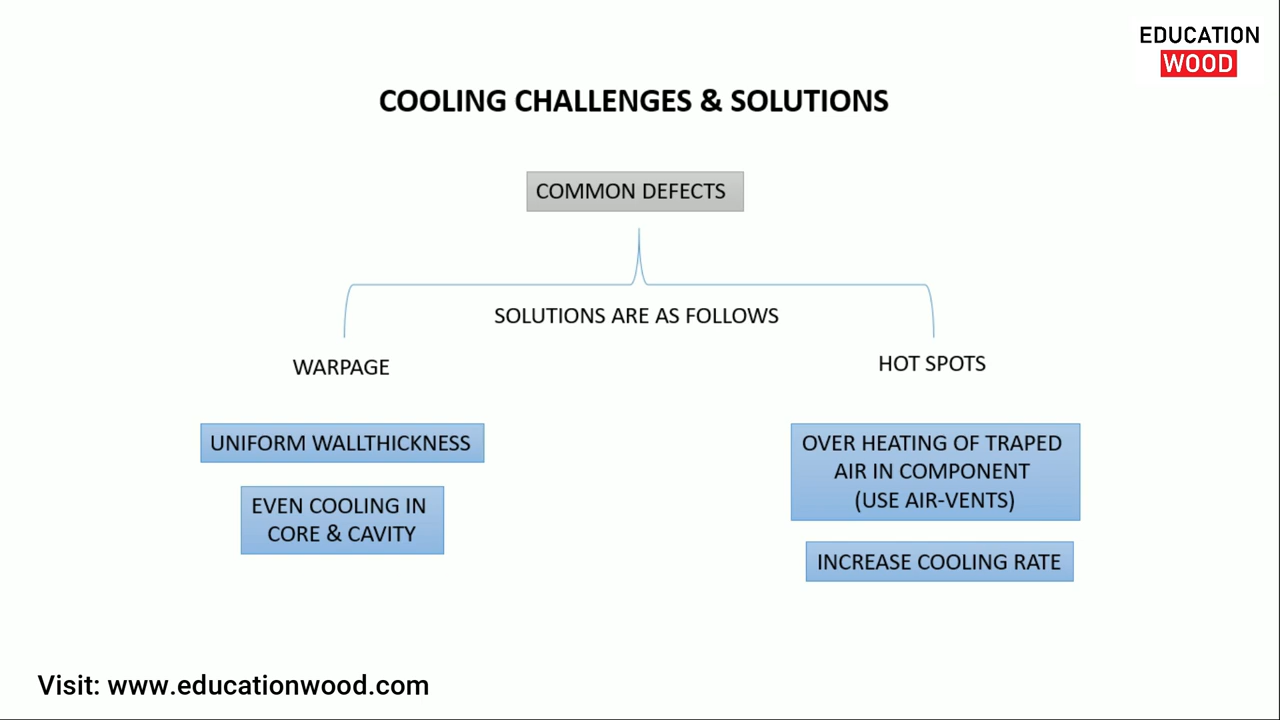 EDUCATION
WOOD
COOLING CHALLENGES & SOLUTIONS
COMMON DEFECTS
SOLUTIONS ARE AS FOLLOWS
WARPAGE
HOT SPOTS
UNIFORM WALLTHICKNESS
EVEN COOLING IN
CORE & CAVITY
OVER HEATING OF TRAPED
AIR IN COMPONENT
(USE AIR-VENTS)
INCREASE COOLING RATE
Visit: www.educationwood.com